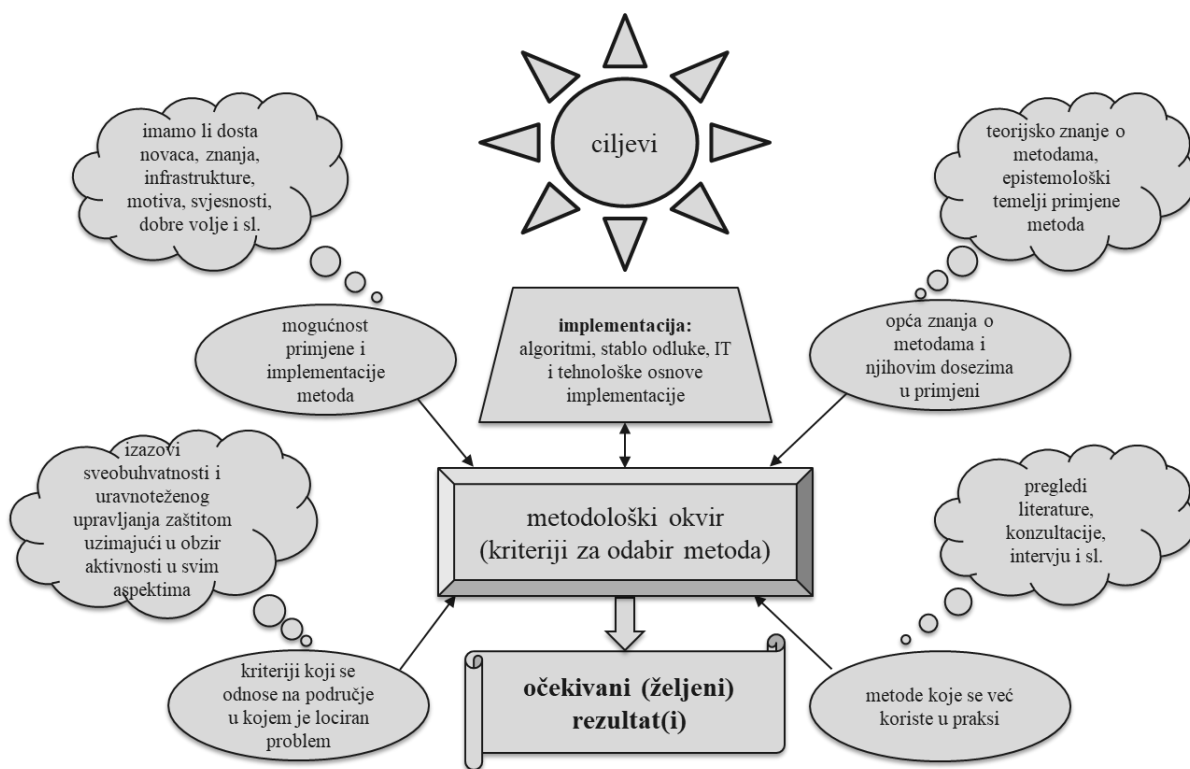 imamo li dosta
novaca, znanja,
infrastrukture,
motiva, svjesnosti,
dobre volje i sl.
ciljevi
teorijsko znanje o
metodama,
epistemološki
temelji primjene
metoda
mogućnost
primjene i
implementacije
metoda
implementacija:
algoritmi, stablo odluke, IT
i tehnološke osnove
implementacije
opća znanja o
metodama i
njihovim dosezima
u primjeni
izazovi
sveobuhvatnosti i
uravnoteženog
upravljanja zaštitom
uzimajući u obzir
aktivnosti u svim
aspektima
metodološki okvir
(kriteriji za odabir metoda)
pregledi
literature,
konzultacije,
intervju i sl.
kriteriji koji se
odnose na područje
u kojem je lociran
problem
očekivani (željeni)
rezultat(i)
metode koje se već
koriste u praksi